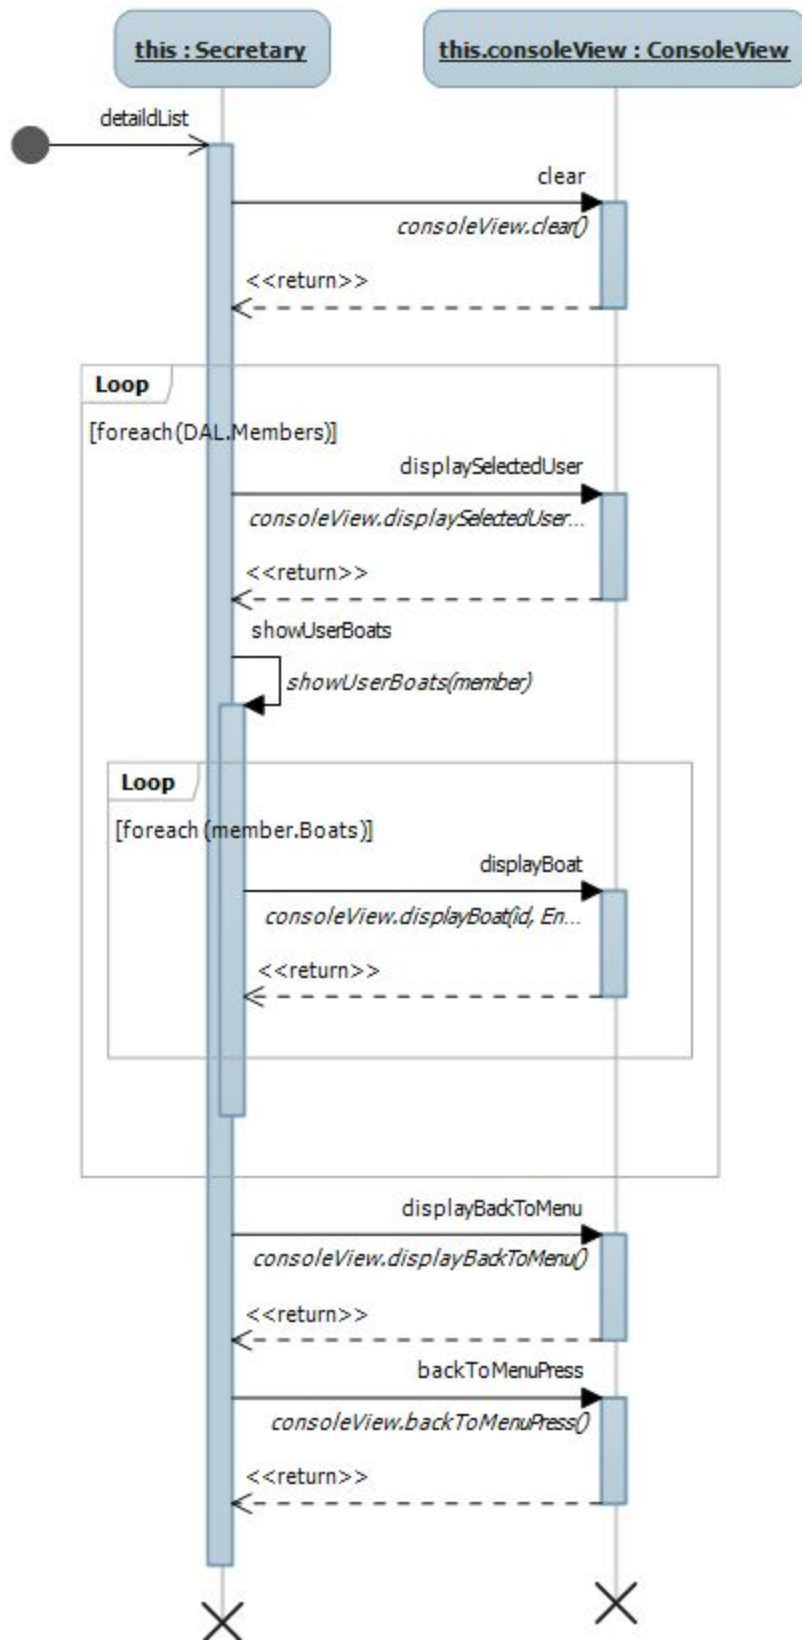 this : Secretary
this.consoleView : ConsoleView
detaildList
clear
consoleView.clear()
<<return>>
Loop
[foreach(DAL.Members)]
displaySelectedUser
consoleView.displaySelectedUser...
<<return>>
showUserBoats
showUserBoats(member)
Loop
[foreach (member.Boats)]
displayBoat
consoleView.displayBoat(id, En...
<<return>>
displayBackToMenu
consoleView.displayBackToMenu()
<<return>>
backToMenuPress
consoleView.backToMenuPress()
<<return>>